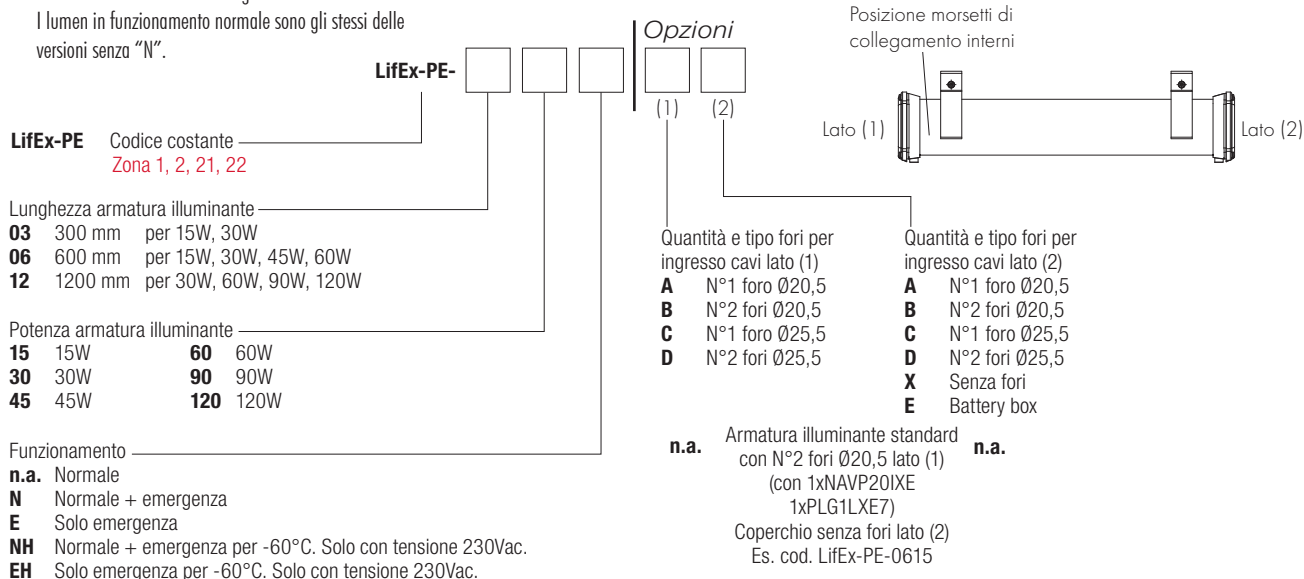 I lumen in funzionamento normale sono gli stessi delle
versioni senza “N”.
LifEx-PE-
Opzioni
(1) (2)
Posizione morsetti di
collegamento interni
Lato (1)
Lato (2)
LifEx-PE Codice costante
Zona 1, 2, 21, 22
Lunghezza armatura illuminante
03 300 mm per 15W, 30W
06 600 mm per 15W, 30W, 45W, 60W
12 1200 mm per 30W, 60W, 90W, 120W
Potenza armatura illuminante
15 15W 60 60W
30 30W 90 90W
45 45W 120 120W
Funzionamento
n.a. Normale
N Normale + emergenza
E Solo emergenza
NH Normale + emergenza per -60°C. Solo con tensione 230Vac.
EH Solo emergenza per -60°C. Solo con tensione 230Vac.
Quantità e tipo fori per
ingresso cavi lato (1)
A N°1 foro Ø20,5
B N°2 fori Ø20,5
C N°1 foro Ø25,5
D N°2 fori Ø25,5
Quantità e tipo fori per
ingresso cavi lato (2)
A N°1 foro Ø20,5
B N°2 fori Ø20,5
C N°1 foro Ø25,5
D N°2 fori Ø25,5
X Senza fori
E Battery box
n.a. Armatura illuminante standard n.a.
con N°2 fori Ø20,5 lato (1)
(con 1xNAVP20IXE
1xPLG1LXE7)
Coperchio senza fori lato (2)
Es. cod. LifEx-PE-0615